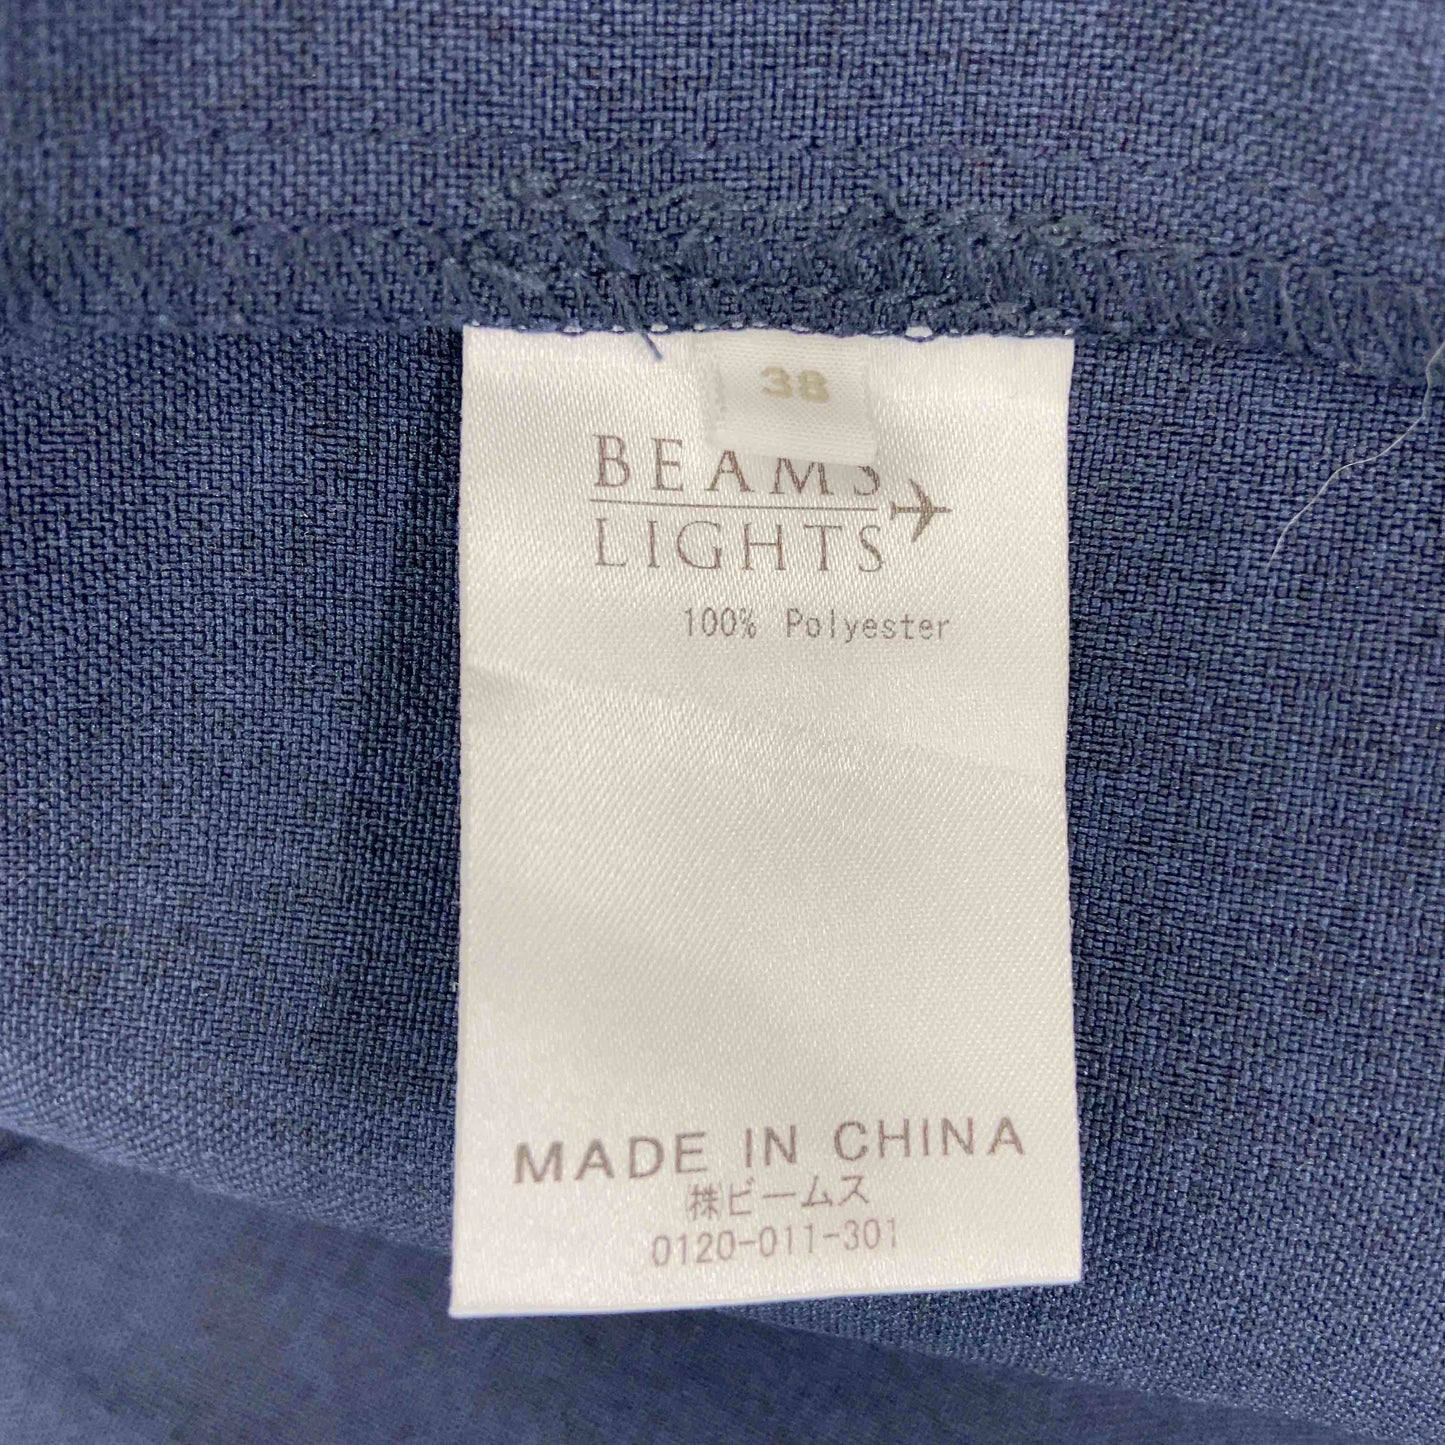 38
BEAMS
LIGHTS
100% Polyester
MADE IN CHINA
㈱ビームス
0120-011-301